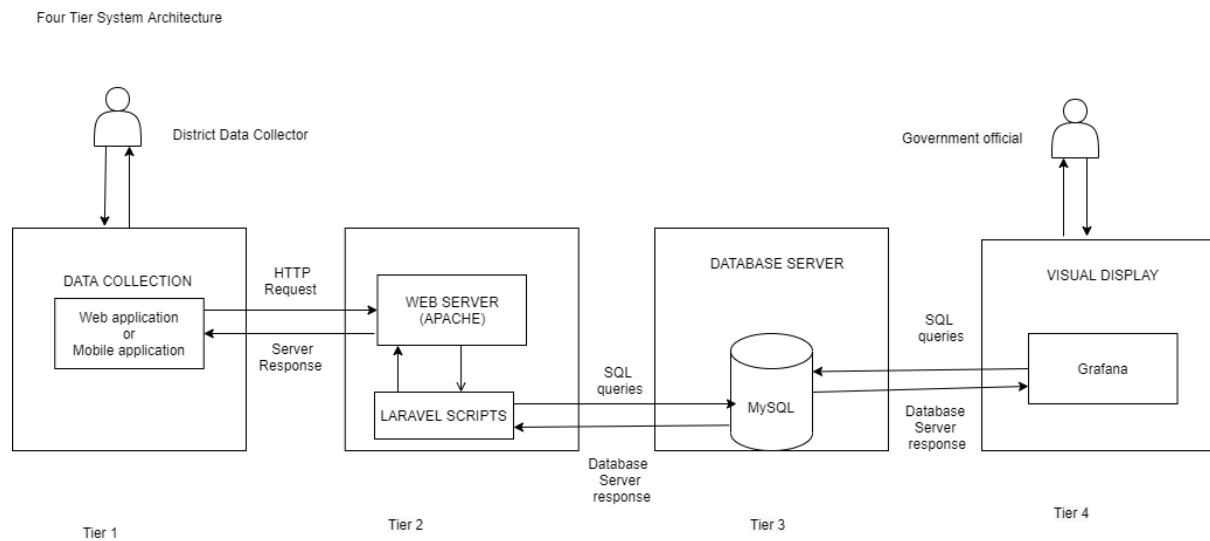 Four Tier System Architecture
District Data Collector
Government official
DATA COLLECTION
Web application
or
Mobile application
HTTP
Request
Server
Response
WEB SERVER
(APACHE)
LARAVEL SCRIPTS
SQL
queries
Database
Server
response
DATABASE SERVER
MySQL
SQL
queries
Database
Server
response
VISUAL DISPLAY
Grafana
Tier 1
Tier 2
Tier 3
Tier 4